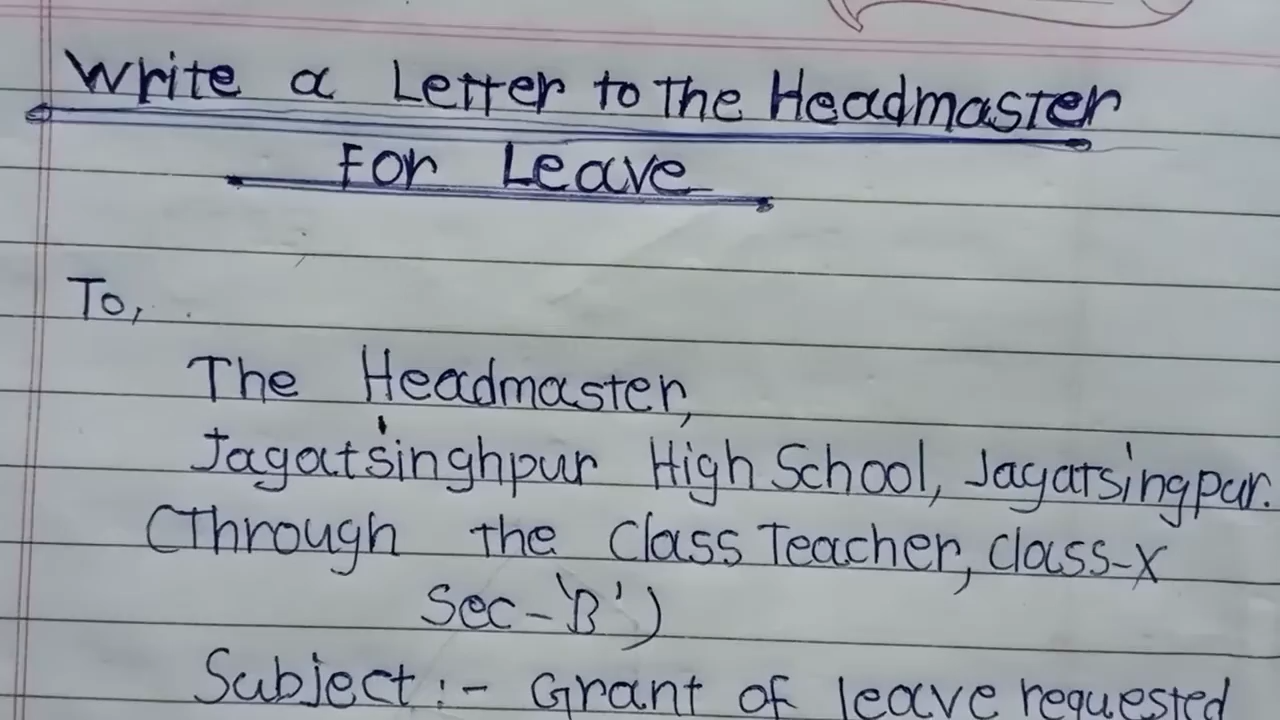 Write a Letter to the Headmaster
For Leave
To,
The Headmaster,
Jagatsinghpur High School, Jagatsingpur.
(Through the Class Teacher, class-X
Sec-'B')
Subject :- Grant of leave requested